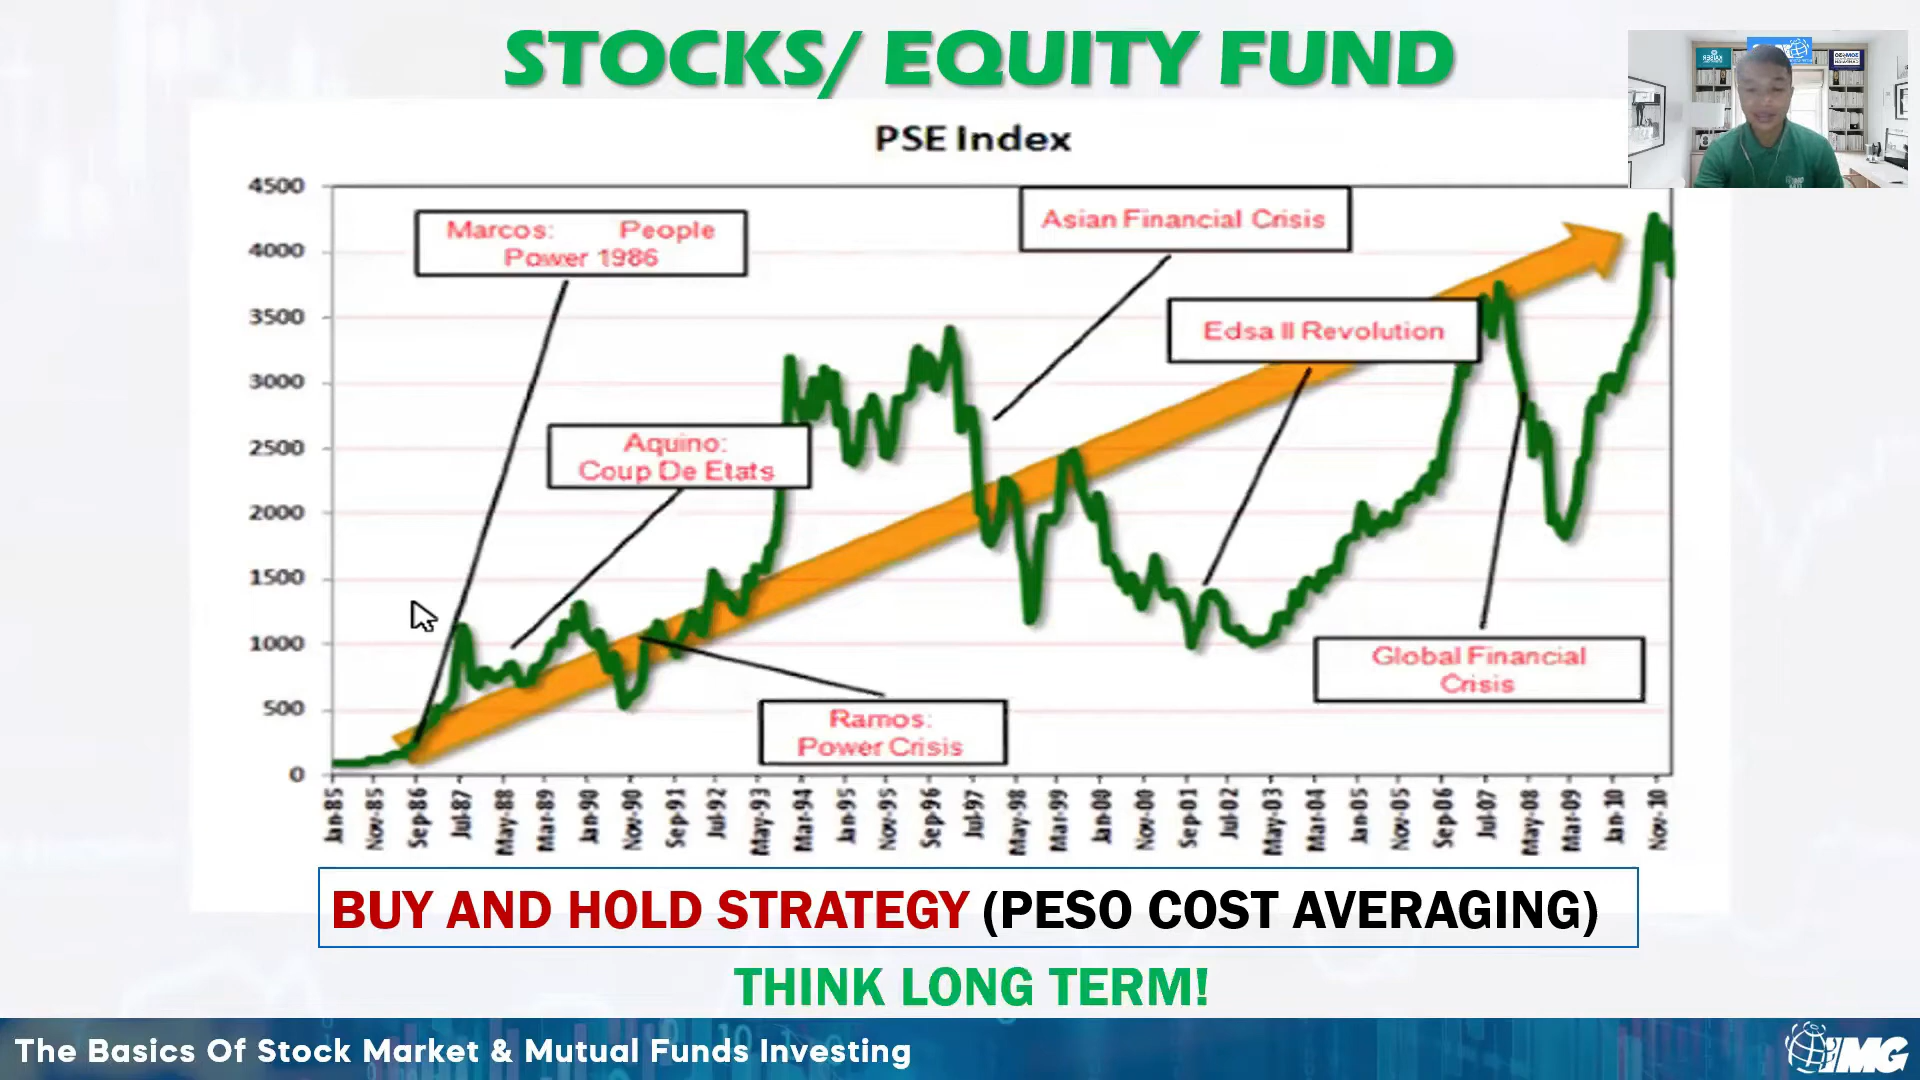 STOCKS/ EQUITY FUND
PSE Index
4500
4000
3500
3000
2500
2000
1500
1000
500
0
Marcos: People
Power 1986
Asian Financial Crisis
Edsa II Revolution
Aquino:
Coup De Etats
Ramos:
Power Crisis
Global Financial
Crisis
Jan-85
Nov-85
Sep-86
Jul-87
May-88
Mar-89
Jan-90
Nov-90
Sep-91
Jul-92
May-93
Mar-94
Jan-95
Nov-95
Sep-96
Jul-97
May-98
Mar-99
Jan-00
Nov-00
Sep-01
Jul-02
May-03
Mar-04
Jan-05
Nov-05
Sep-06
Jul-07
May-08
Mar-09
Jan-10
Nov-10
BUY AND HOLD STRATEGY (PESO COST AVERAGING)
THINK LONG TERM!
The Basics Of Stock Market & Mutual Funds Investing
IMG